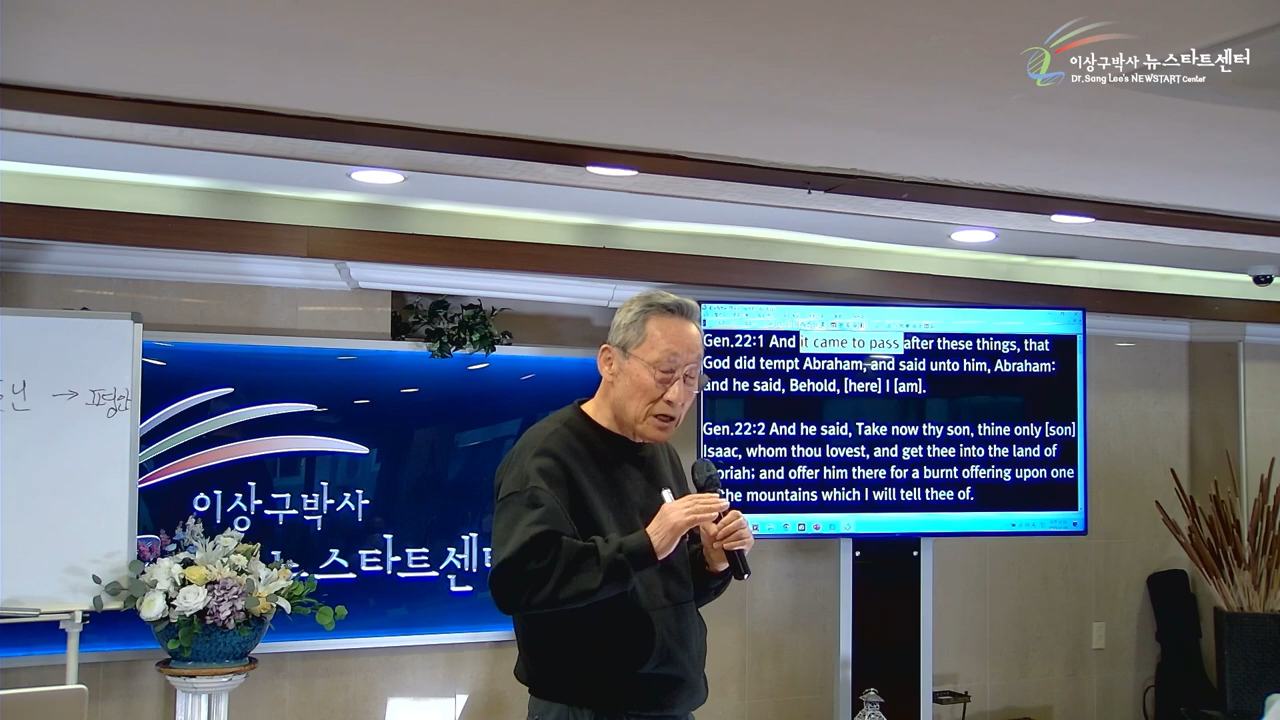 이상구박사 뉴스타트센터
Dr. Sang Lee's NEWSTART Center
→ 평안
이상구박사
뉴스타트센터
Gen.22:1 And it came to pass after these things, that
God did tempt Abraham, and said unto him, Abraham:
and he said, Behold, [here] I [am].
Gen.22:2 And he said, Take now thy son, thine only [son]
Isaac, whom thou lovest, and get thee into the land of
oriah; and offer him there for a burnt offering upon one
the mountains which I will tell thee of.